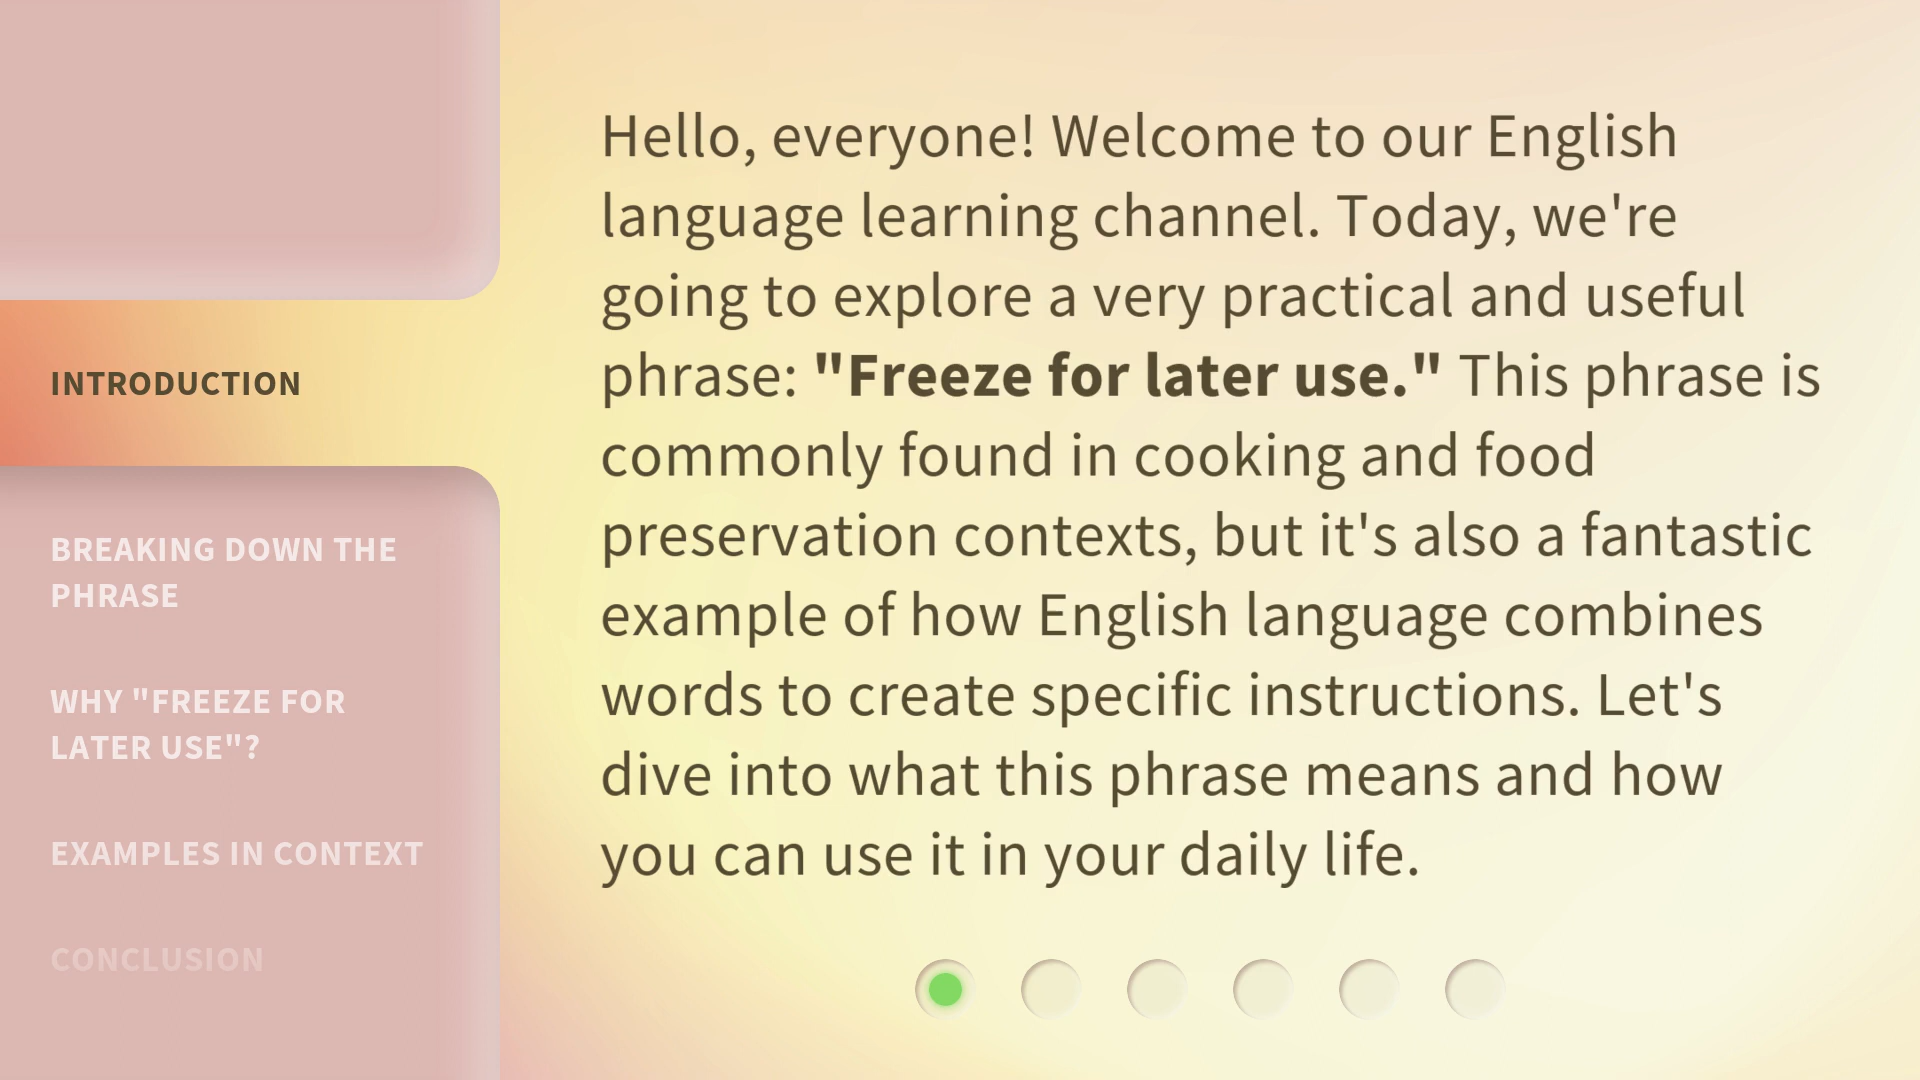 INTRODUCTION
BREAKING DOWN THE
PHRASE
WHY "FREEZE FOR
LATER USE"?
EXAMPLES IN CONTEXT
CONCLUSION
Hello, everyone! Welcome to our English
language learning channel. Today, we're
going to explore a very practical and useful
phrase: "Freeze for later use." This phrase is
commonly found in cooking and food
preservation contexts, but it's also a fantastic
example of how English language combines
words to create specific instructions. Let's
dive into what this phrase means and how
you can use it in your daily life.